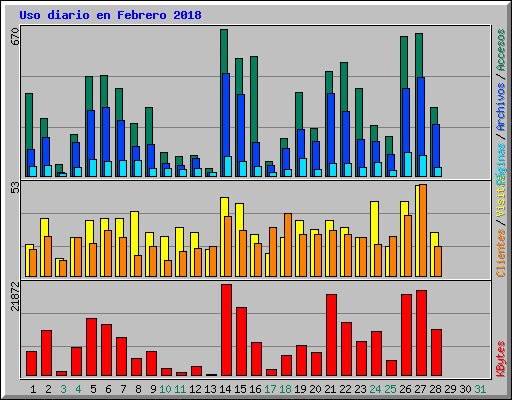 Uso diario en Febrero 2018
670
53
21872
Accesos / Archivos / Páginas
Visitas / Clientes
KBytes
1 2 3 4 5 6 7 8 9 10 11 12 13 14 15 16 17 18 19 20 21 22 23 24 25 26 27 28 29 30 31